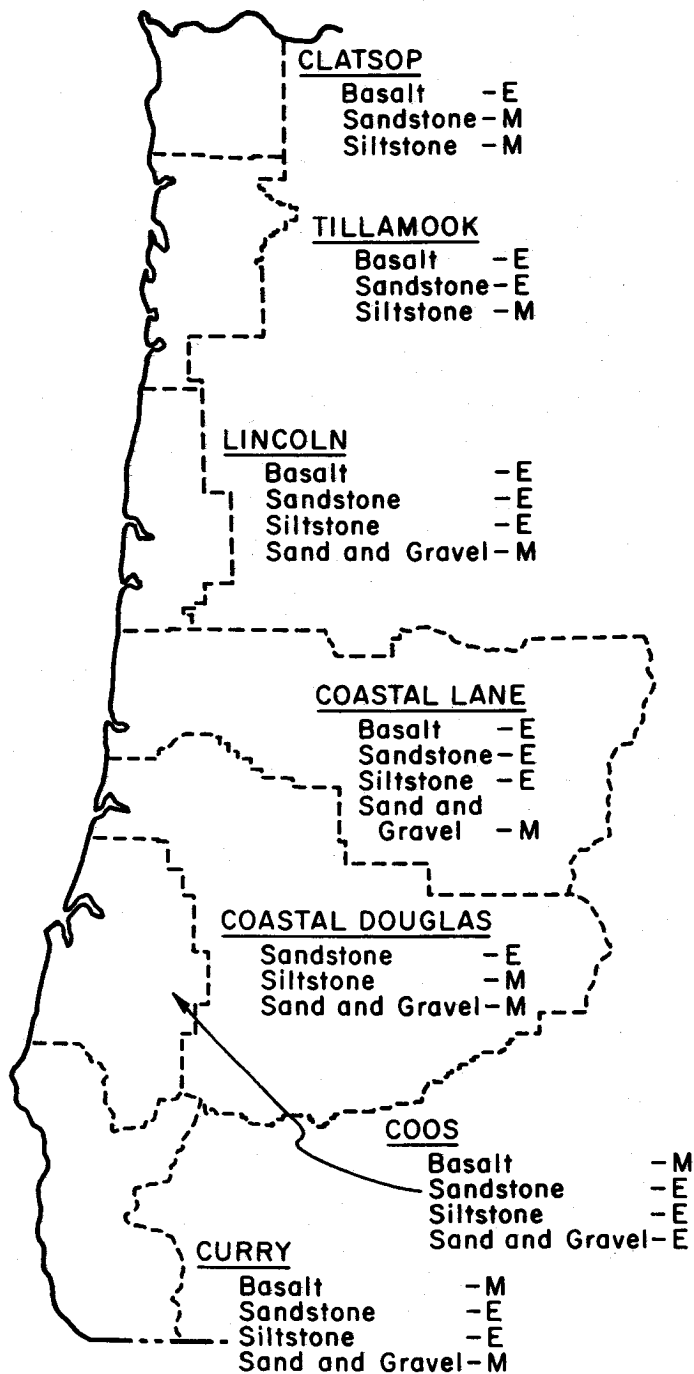 CLATSOP
Basalt -E
Sandstone-M
Siltstone -M
TILLAMOOK
Basalt -E
Sandstone-E
Siltstone -M
LINCOLN
Basalt -E
Sandstone -E
Siltstone -E
Sand and Gravel-M
COASTAL LANE
Basalt -E
Sandstone-E
Siltstone -E
Sand and
Gravel -M
COASTAL DOUGLAS
Sandstone -E
Siltstone -M
Sand and Gravel-M
COOS
Basalt -M
Sandstone -E
Siltstone -E
Sand and Gravel-E
CURRY
Basalt -M
Sandstone -E
Siltstone -E
Sand and Gravel-M